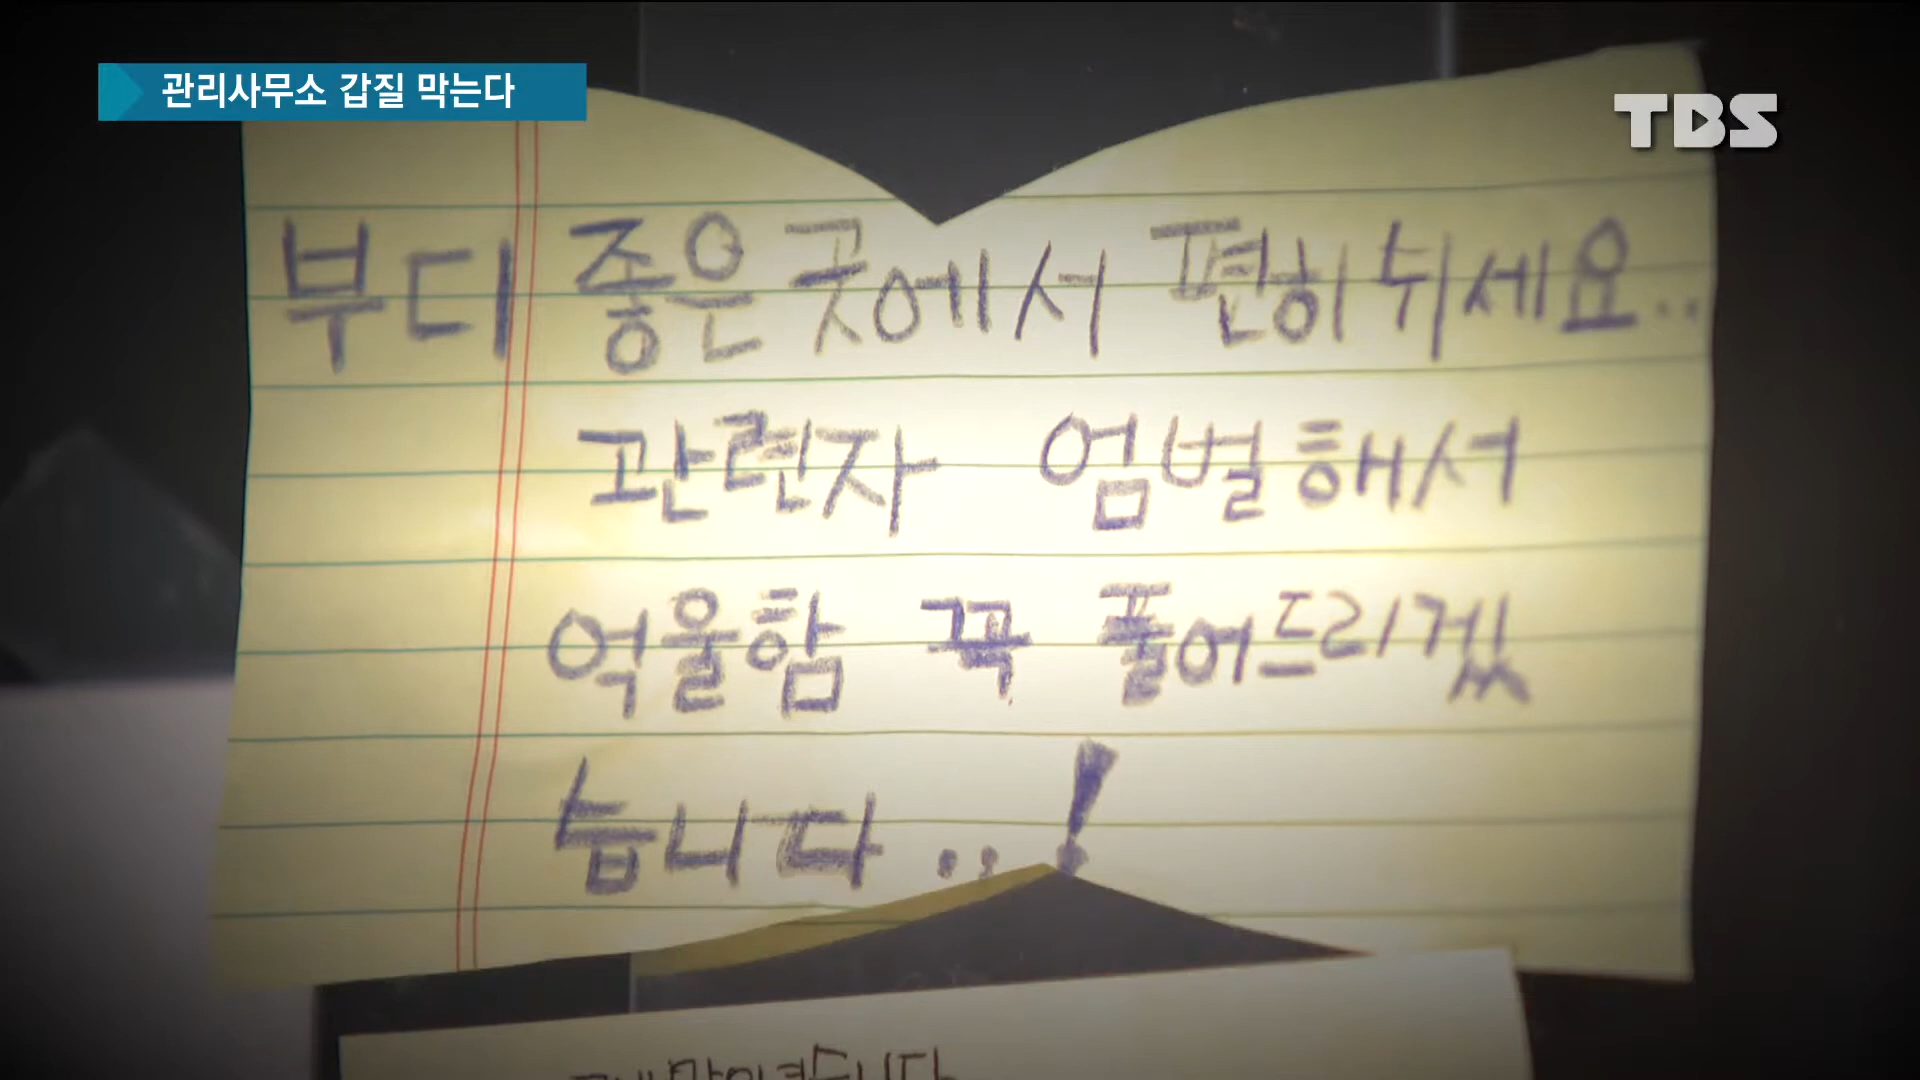 관리사무소 갑질 막는다
TBS
부디 좋은 곳에서 편히 쉬세요..
관련자 엄벌해서
억울함 꼭 풀어드리겠
습니다..!